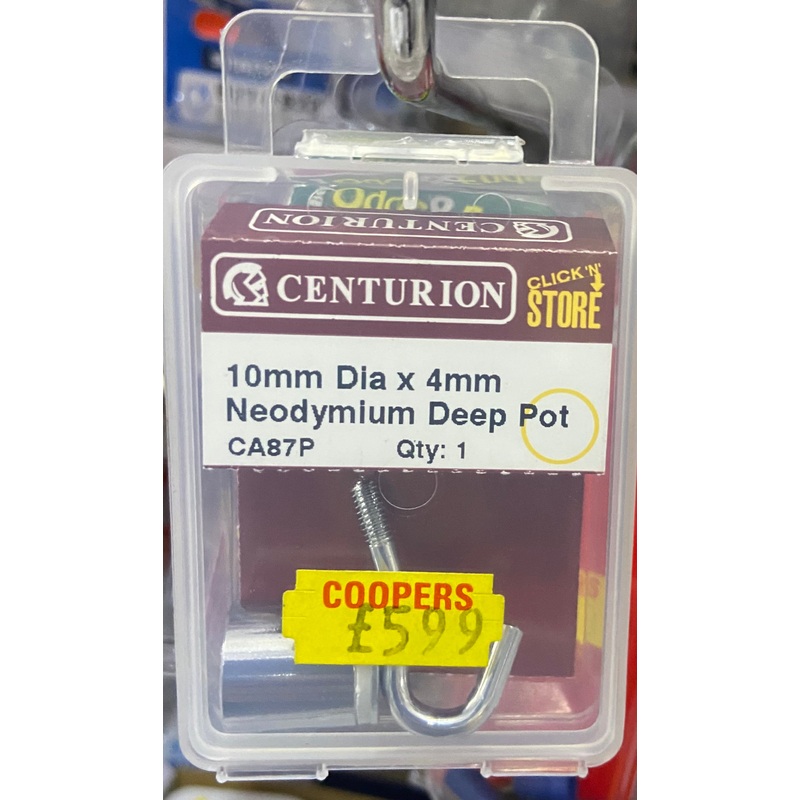 CENTURION
CENTURION
CLICK 'N'
STORE
10mm Dia x 4mm
Neodymium Deep Pot
CA87P Qty: 1
COOPERS
£599